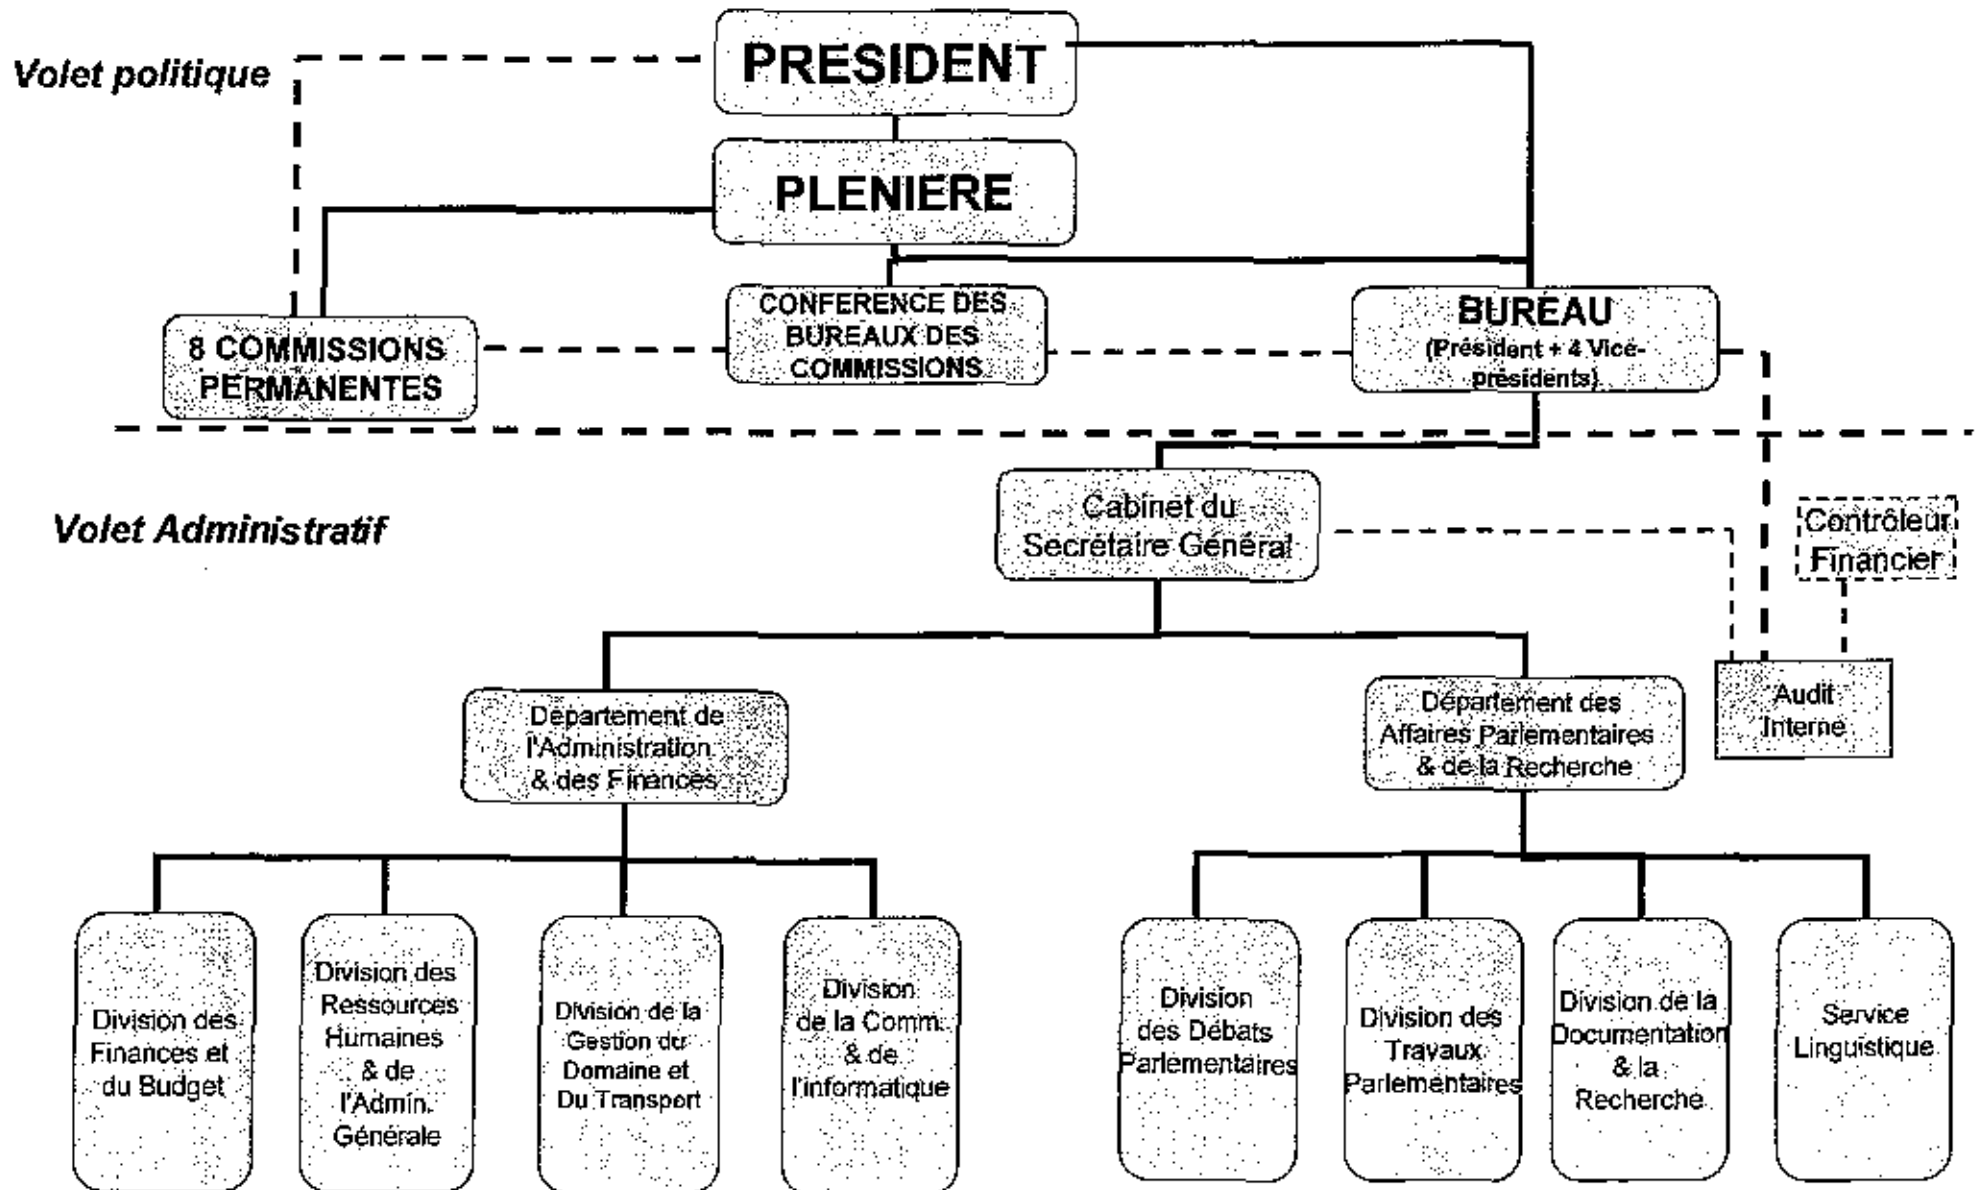 Volet politique
PRESIDENT
PLENIERE
CONFERENCE DES
BUREAUX DES
COMMISSIONS
BUREAU
(Président + 4 Vice-
présidents)
8 COMMISSIONS
PERMANENTES
Volet Administratif
Cabinet du
Secrétaire Général
Contrôleur
Financier
Département de
l'Administration
& des Finances
Département des
Affaires Parlementaires
& de la Recherche
Audit
Interne
Division des
Finances et
du Budget
Division des
Ressources
Humaines
& de
l'Admin.
Générale
Division de la
Gestion du
Domaine et
Du Transport
Division
de la Comm.
& de
l'informatique
Division
des Débats
Parlementaires
Division des
Travaux
Parlementaires
Division de la
Documentation
& la
Recherche
Service
Linguistique